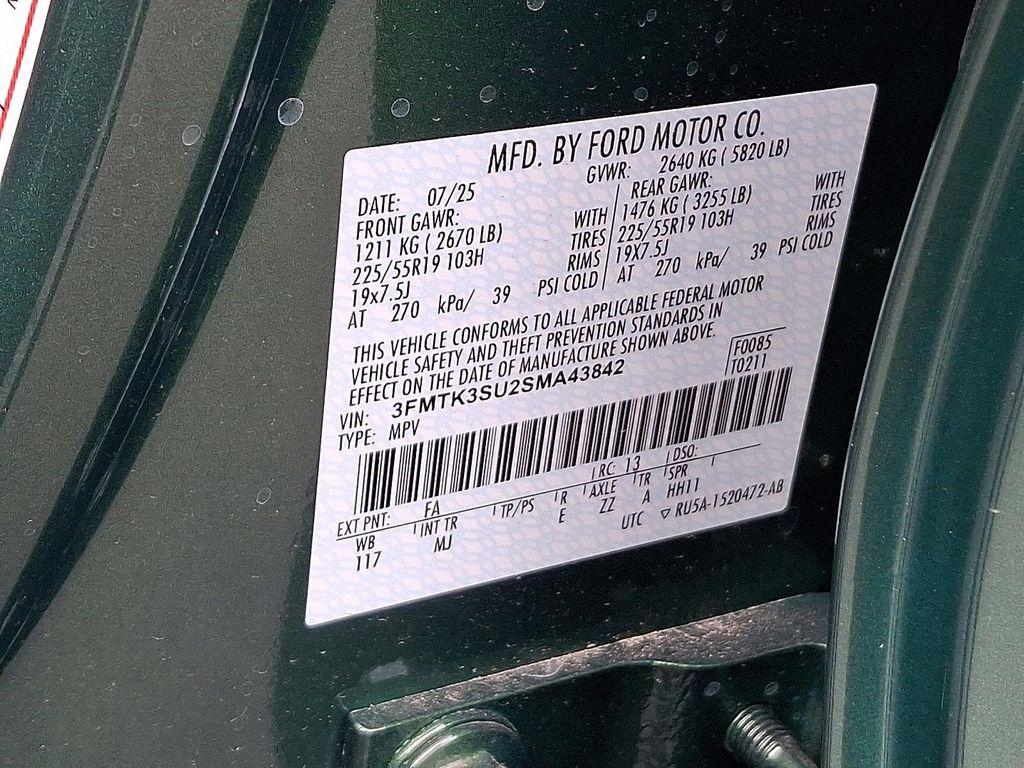 MFD. BY FORD MOTOR CO.
DATE: 07/25 GVWR: 2640 KG ( 5820 LB)
FRONT GAWR: REAR GAWR:
1211 KG ( 2670 LB) WITH 1476 KG ( 3255 LB) WITH
225/55R19 103H TIRES 225/55R19 103H TIRES
19x7.5J RIMS 19X7.5J RIMS
AT 270 kPa/ 39 PSI COLD AT 270 kPa/ 39 PSI COLD
THIS VEHICLE CONFORMS TO ALL APPLICABLE FEDERAL MOTOR
VEHICLE SAFETY AND THEFT PREVENTION STANDARDS IN
EFFECT ON THE DATE OF MANUFACTURE SHOWN ABOVE.
VIN: 3FMTK3SU2SMA43842 F0085
TYPE: MPV T0211
EXT PNT: FA RC: 13 DSO:
WB INT TR TP/PS R AXLE TR SPR
117 MJ E ZZ A HH11
UTC ▽ RU5A-1520472-AB